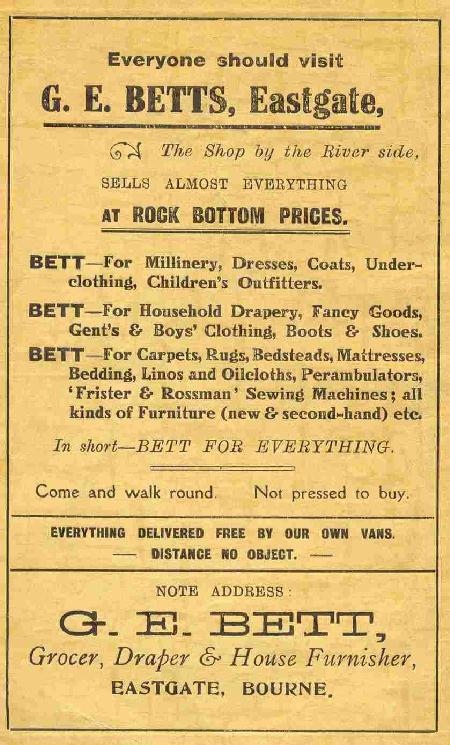 Everyone should visit
G. E. BETTS, Eastgate,
The Shop by the River side,
SELLS ALMOST EVERYTHING
AT ROCK BOTTOM PRICES.
BETT—For Millinery, Dresses, Coats, Under-
clothing, Children's Outfitters.
BETT—For Household Drapery, Fancy Goods,
Gent's & Boys' Clothing, Boots & Shoes.
BETT—For Carpets, Rugs, Bedsteads, Mattresses,
Bedding, Linos and Oilcloths, Perambulators,
'Frister & Rossman' Sewing Machines; all
kinds of Furniture (new & second-hand) etc.
In short—BETT FOR EVERYTHING.
Come and walk round. Not pressed to buy.
EVERYTHING DELIVERED FREE BY OUR OWN VANS.
— DISTANCE NO OBJECT. —
NOTE ADDRESS:
G. E. BETT,
Grocer, Draper & House Furnisher,
EASTGATE, BOURNE.